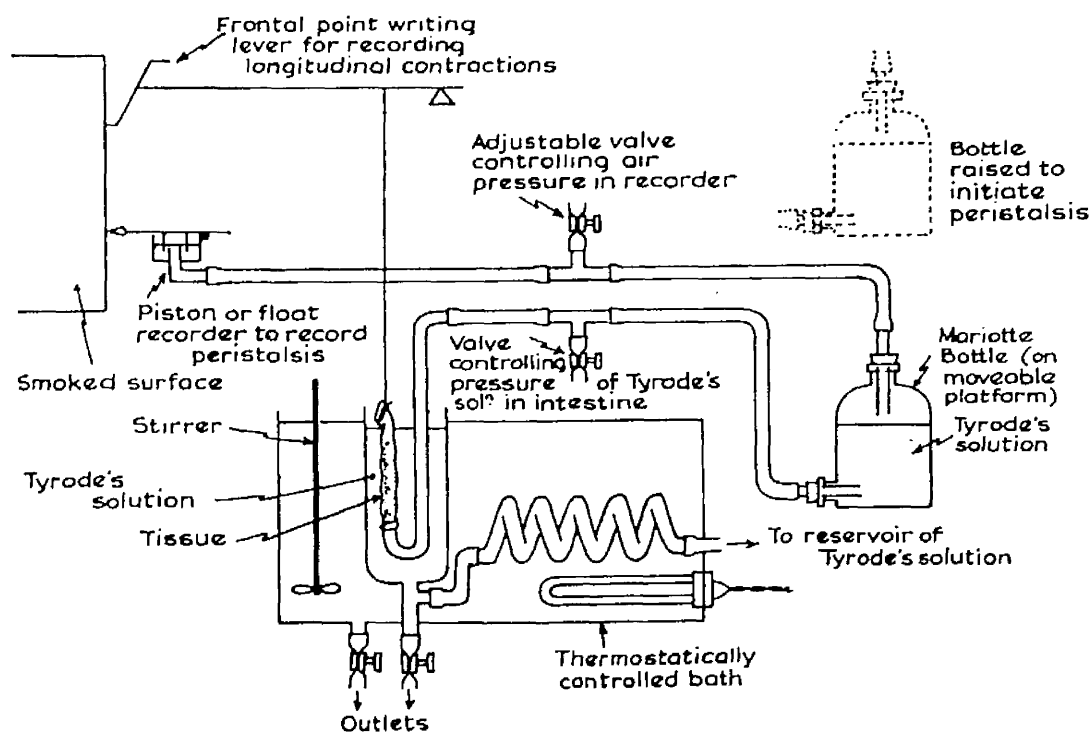 Frontal point writing
lever for recording
longitudinal contractions
Adjustable valve
controlling air
pressure in recorder
Bottle
raised to
initiate
peristalsis
Piston or float
recorder to record
peristalsis
Smoked surface
Valve
controlling
pressure of Tyrode's
solⁿ in intestine
Mariotte
Bottle (on
moveable
platform)
Tyrode's
solution
Stirrer
Tyrode's
solution
Tissue
To reservoir of
Tyrode's solution
Thermostatically
controlled bath
Outlets